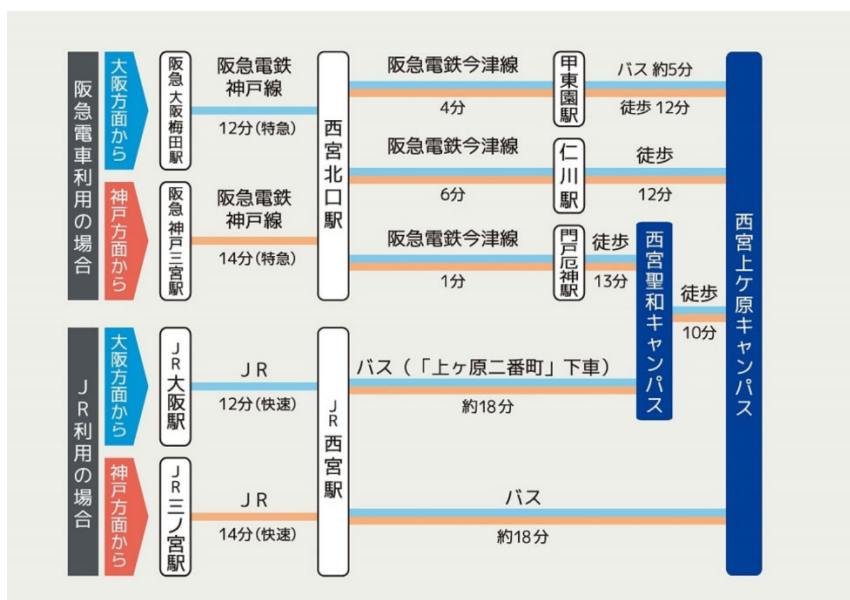 阪急電車利用の場合
大阪方面から
阪急 大阪梅田駅
阪急電鉄
神戸線
12分(特急)
神戸方面から
阪急 神戸三宮駅
阪急電鉄
神戸線
14分(特急)
西宮北口駅
阪急電鉄今津線
4分
甲東園駅
バス 約5分
徒歩 12分
阪急電鉄今津線
6分
仁川駅
徒歩
12分
阪急電鉄今津線
1分
門戸厄神駅
徒歩
13分
西宮聖和キャンパス
徒歩
10分
西宮上ケ原キャンパス
JR利用の場合
大阪方面から
JR大阪駅
JR
12分(快速)
神戸方面から
JR三ノ宮駅
JR
14分(快速)
JR西宮駅
バス(「上ヶ原二番町」下車)
約18分
バス
約18分